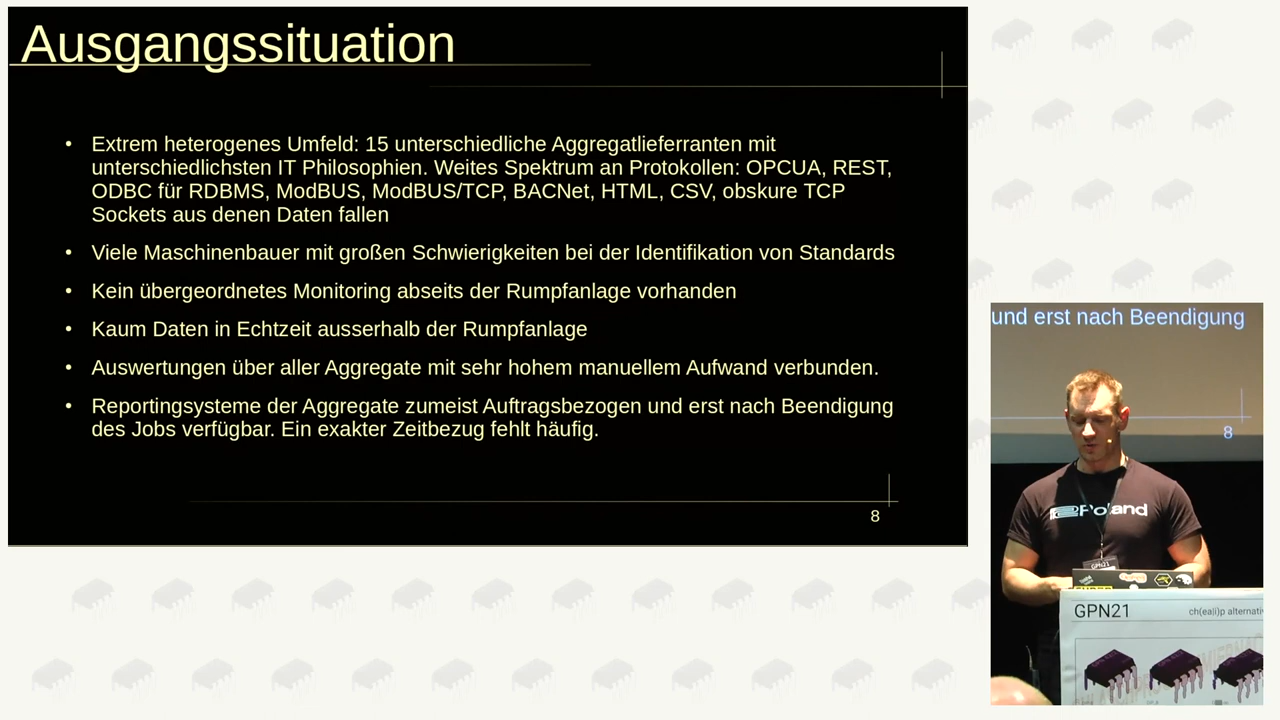 Ausgangssituation
Extrem heterogenes Umfeld: 15 unterschiedliche Aggregatlieferranten mit
unterschiedlichsten IT Philosophien. Weites Spektrum an Protokollen: OPCUA, REST,
ODBC für RDBMS, ModBUS, ModBUS/TCP, BACNet, HTML, CSV, obskure TCP
Sockets aus denen Daten fallen
Viele Maschinenbauer mit großen Schwierigkeiten bei der Identifikation von Standards
Kein übergeordnetes Monitoring abseits der Rumpfanlage vorhanden
Kaum Daten in Echtzeit ausserhalb der Rumpfanlage
Auswertungen über aller Aggregate mit sehr hohem manuellem Aufwand verbunden.
Reportingsysteme der Aggregate zumeist Auftragsbezogen und erst nach Beendigung
des Jobs verfügbar. Ein exakter Zeitbezug fehlt häufig.
8
und erst nach Beendigung
8
Roland
GPN21
GPN21
ch(ea|i)p alternativ